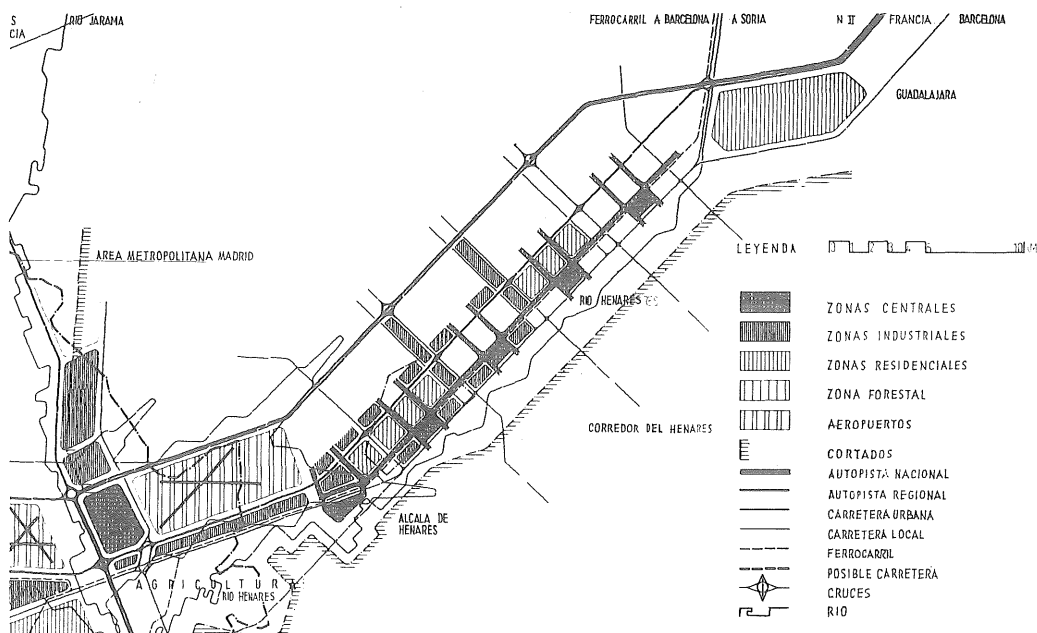 S
CIA
RIO JARAMA
FERROCARRIL A BARCELONA
A SORIA
N II
FRANCIA
BARCELONA
GUADALAJARA
AREA METROPOLITANA MADRID
RIO HENARES
CORREDOR DEL HENARES
ALCALA DE
HENARES
AGRICULTURA
RIO HENARES
LEYENDA
ZONAS CENTRALES
ZONAS INDUSTRIALES
ZONAS RESIDENCIALES
ZONA FORESTAL
AEROPUERTOS
CORTADOS
AUTOPISTA NACIONAL
AUTOPISTA REGIONAL
CARRETERA URBANA
CARRETERA LOCAL
FERROCARRIL
POSIBLE CARRETERA
CRUCES
RIO